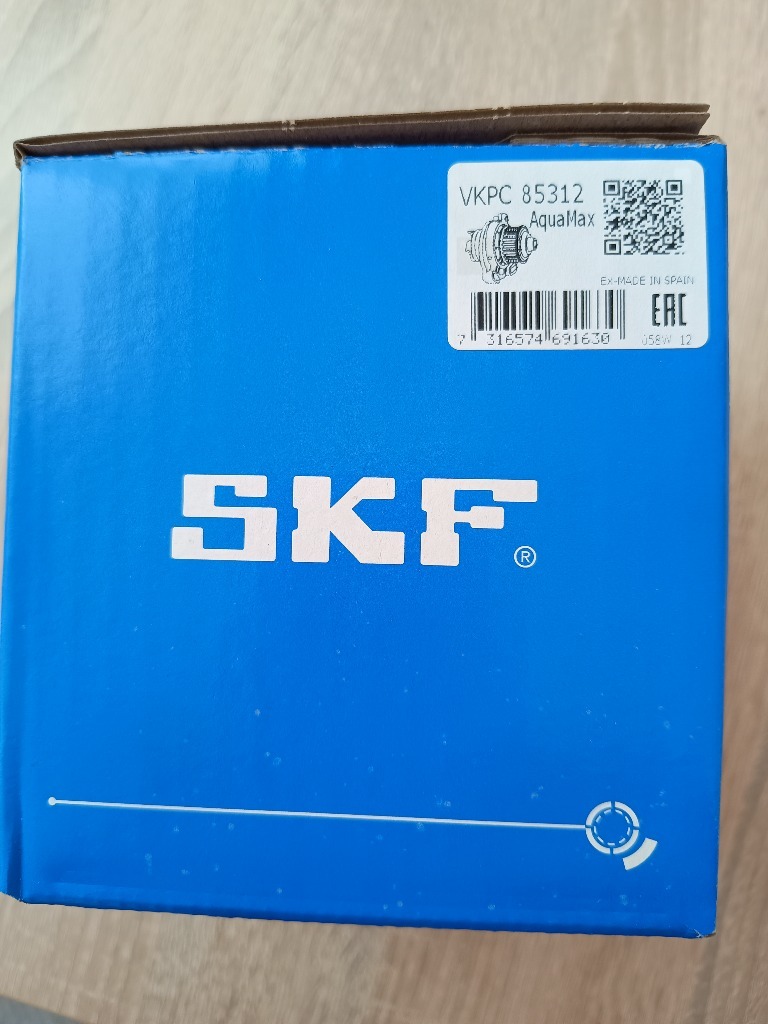 VKPC 85312
AquaMax
EX-MADE IN SPAIN
EAC
7 316574 691630
058W 12
SKF
®